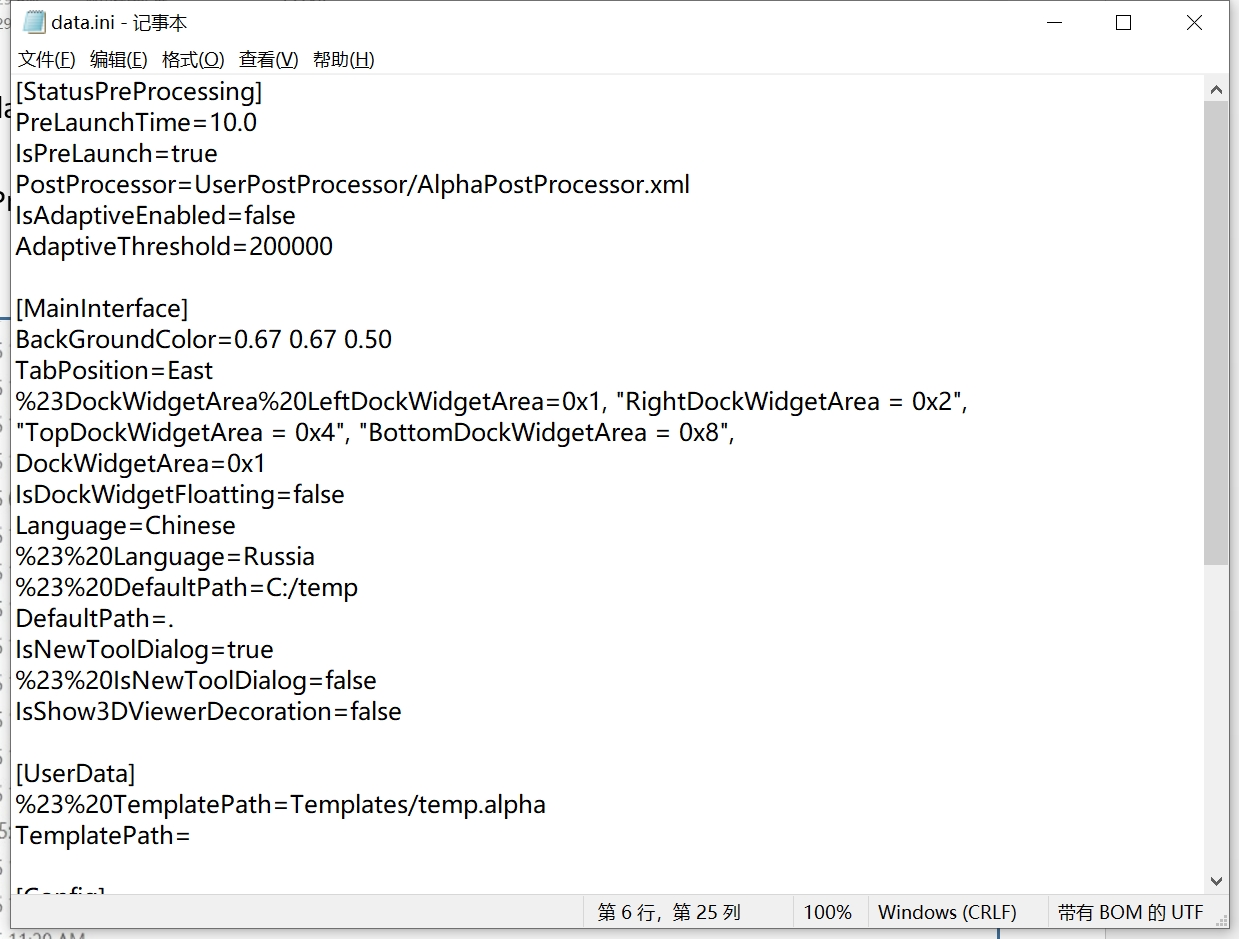 data.ini - 记事本
文件(F) 编辑(E) 格式(O) 查看(V) 帮助(H)
[StatusPreProcessing]
PreLaunchTime=10.0
IsPreLaunch=true
PostProcessor=UserPostProcessor/AlphaPostProcessor.xml
IsAdaptiveEnabled=false
AdaptiveThreshold=200000
[MainInterface]
BackGroundColor=0.67 0.67 0.50
TabPosition=East
%23DockWidgetArea%20LeftDockWidgetArea=0x1, "RightDockWidgetArea = 0x2",
"TopDockWidgetArea = 0x4", "BottomDockWidgetArea = 0x8",
DockWidgetArea=0x1
IsDockWidgetFloatting=false
Language=Chinese
%23%20Language=Russia
%23%20DefaultPath=C:/temp
DefaultPath=.
IsNewToolDialog=true
%23%20IsNewToolDialog=false
IsShow3DViewerDecoration=false
[UserData]
%23%20TemplatePath=Templates/temp.alpha
TemplatePath=
[Config]
第 6 行，第 25 列 100% Windows (CRLF) 带有 BOM 的 UTF